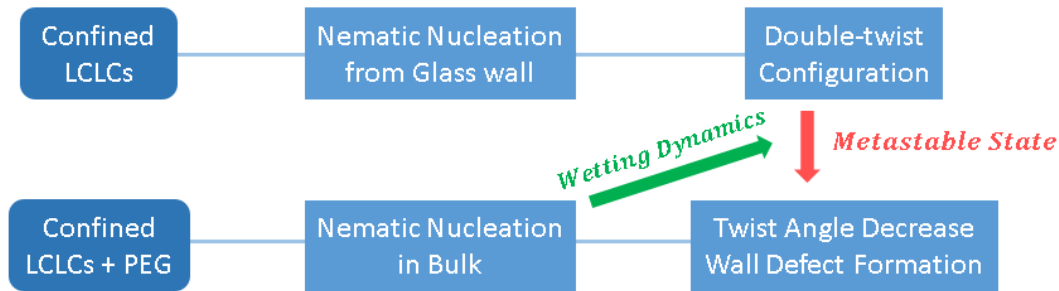 Confined
LCLCs
Nematic Nucleation
from Glass wall
Double-twist
Configuration
Wetting Dynamics
Metastable State
Confined
LCLCs + PEG
Nematic Nucleation
in Bulk
Twist Angle Decrease
Wall Defect Formation